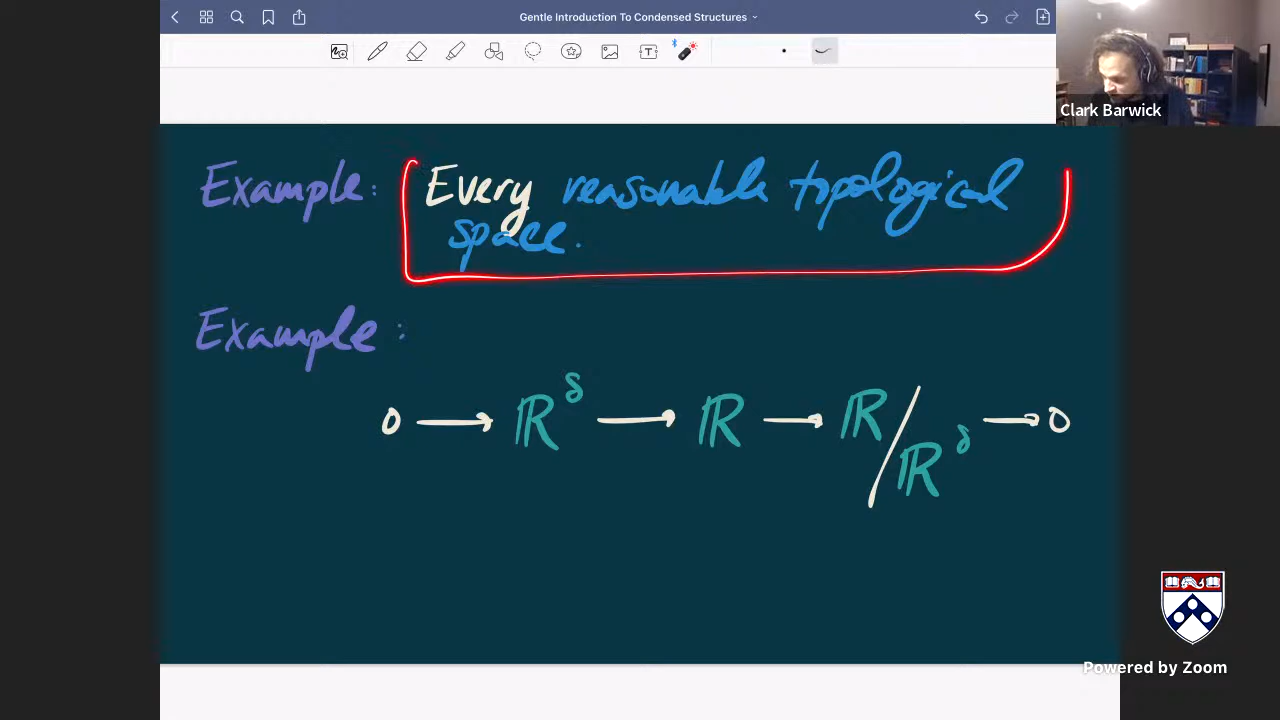 Gentle Introduction To Condensed Structures
Clark Barwick
Example: Every reasonable topological
space.
Example:
0 → ℝ^δ → ℝ → ℝ/ℝ^δ → 0
Powered by Zoom